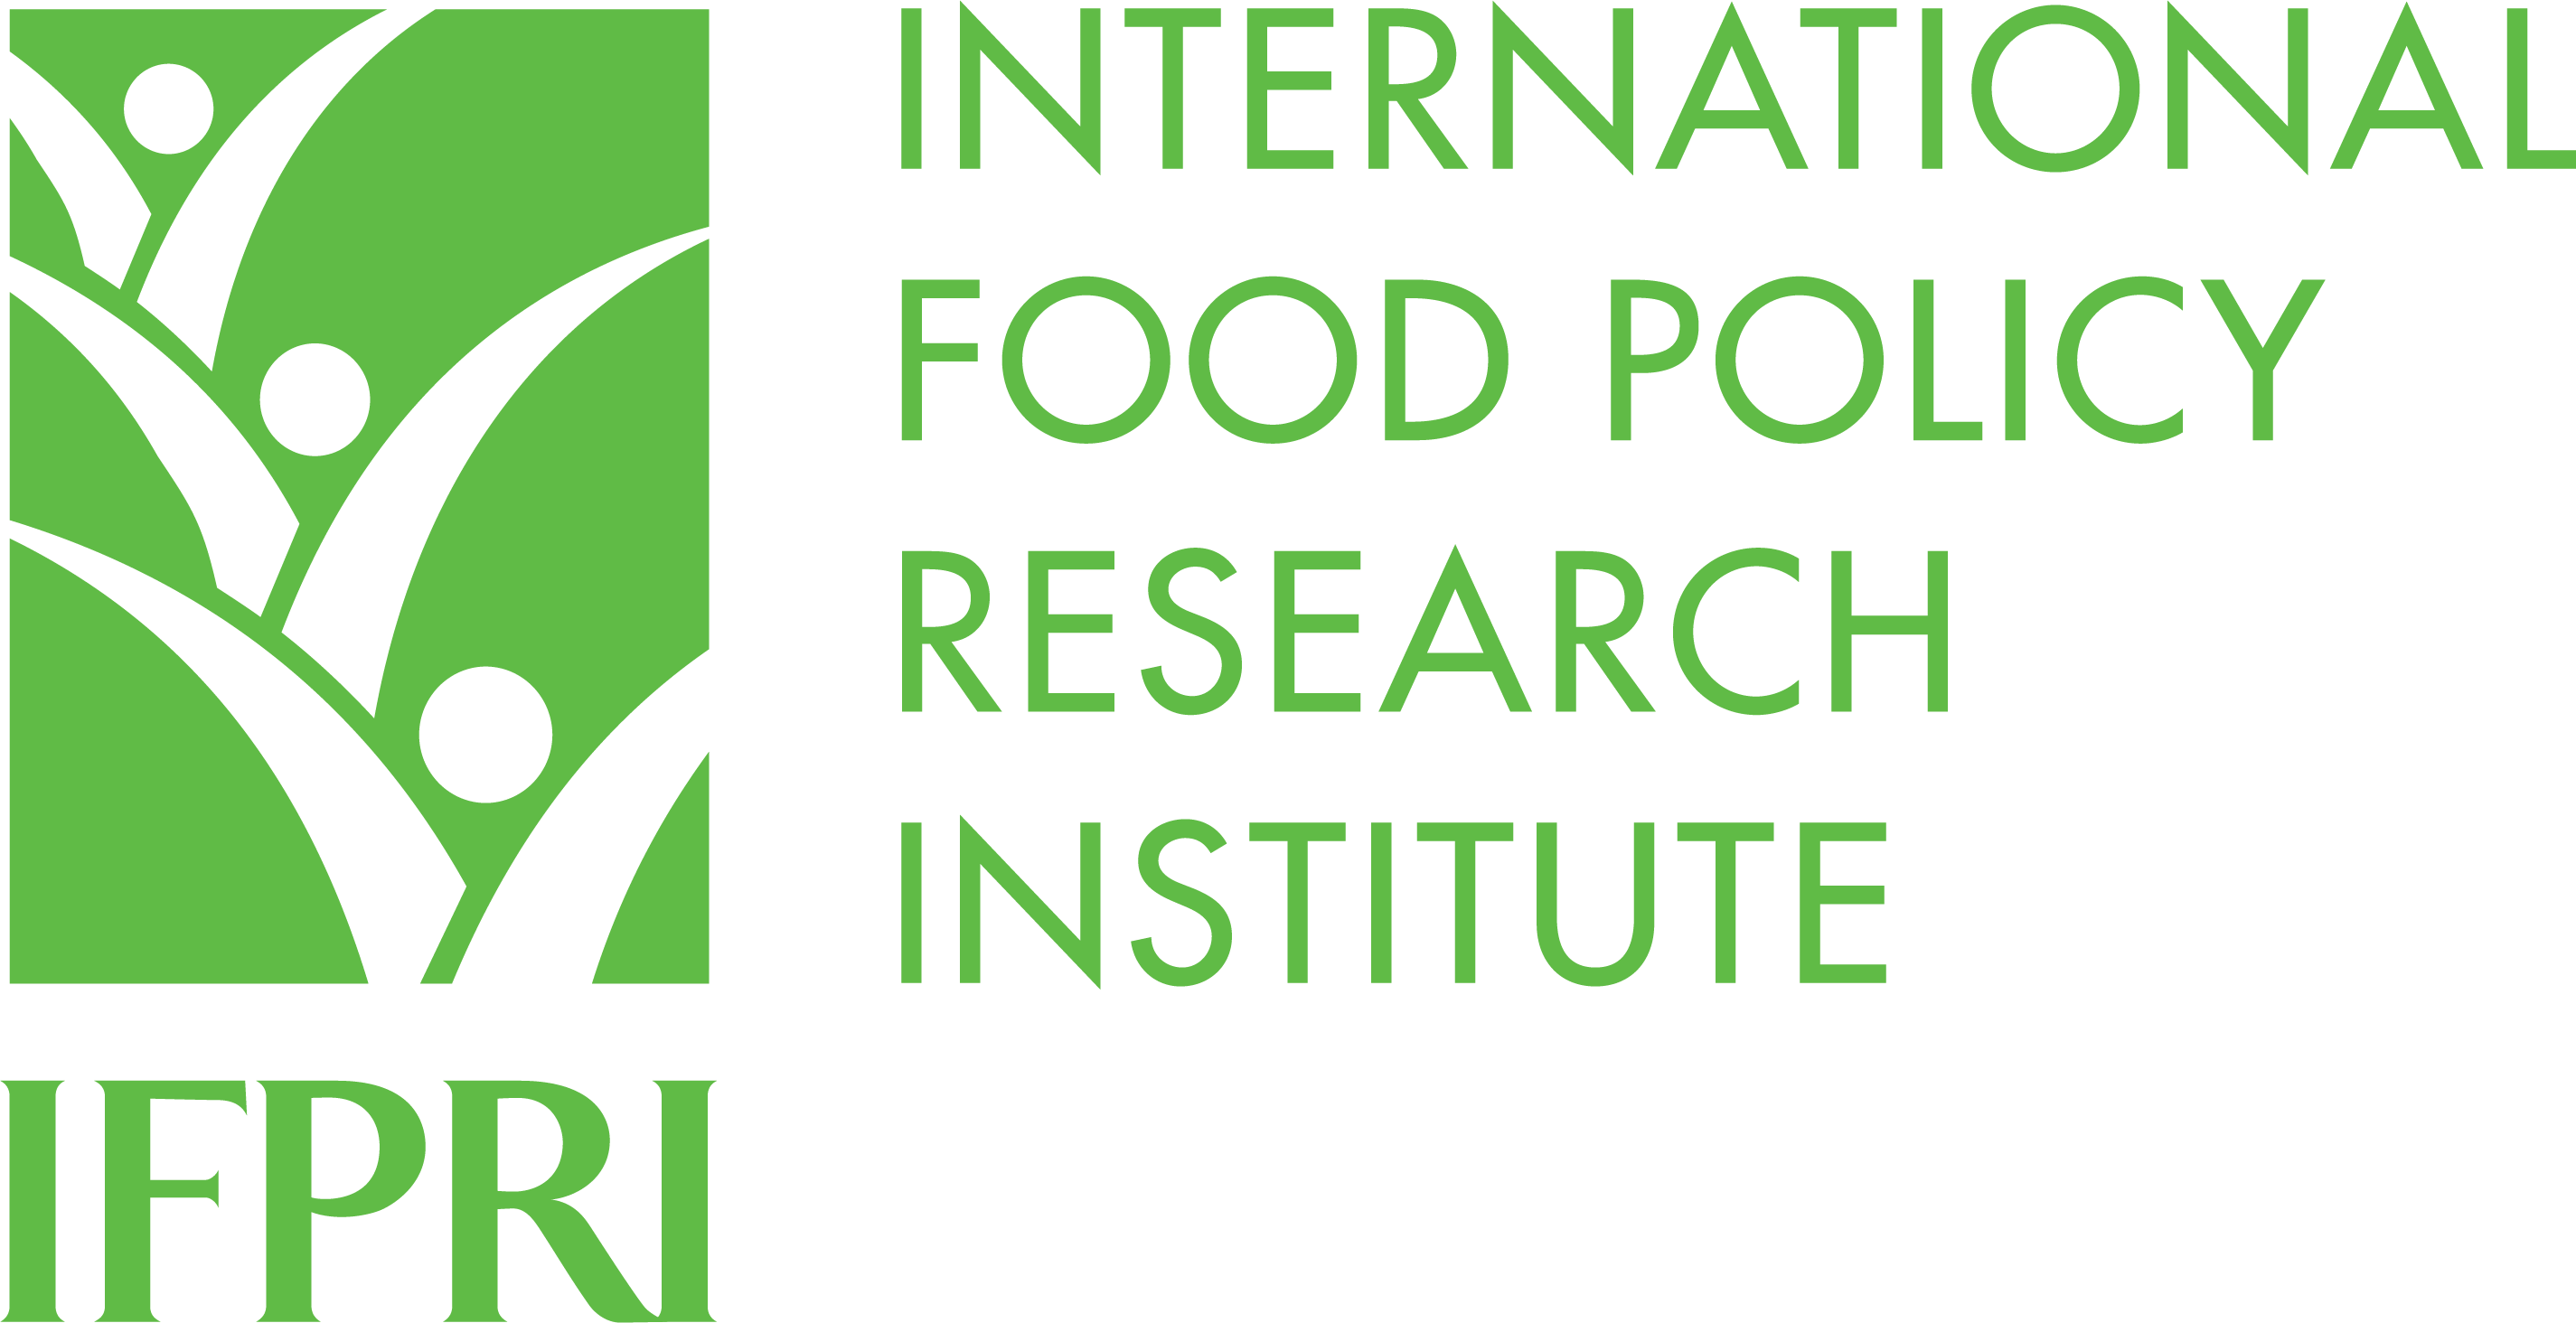 INTERNATIONAL
FOOD POLICY
RESEARCH
INSTITUTE
IFPRI